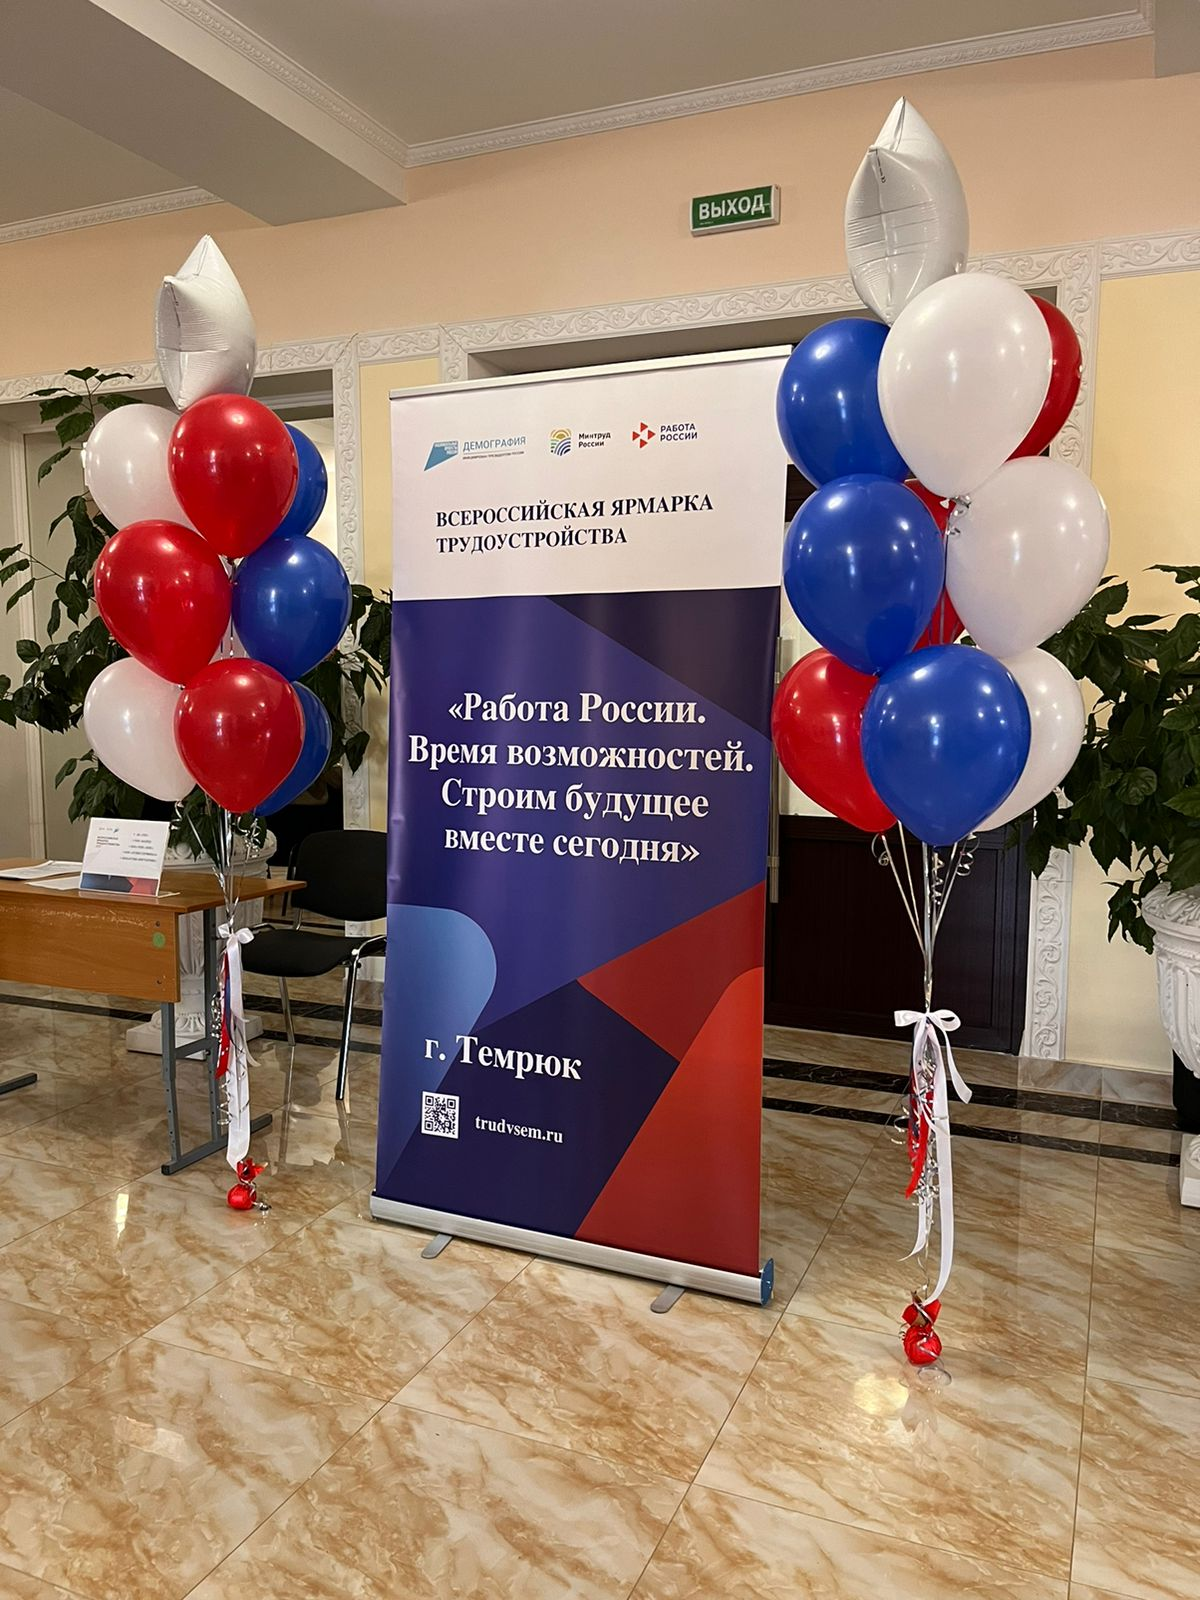 ВЫХОД
ДЕМОГРАФИЯ
Минтруд
России
РАБОТА
РОССИИ
ВСЕРОССИЙСКАЯ ЯРМАРКА
ТРУДОУСТРОЙСТВА
«Работа России.
Время возможностей.
Строим будущее
вместе сегодня»
г. Темрюк
trudvsem.ru